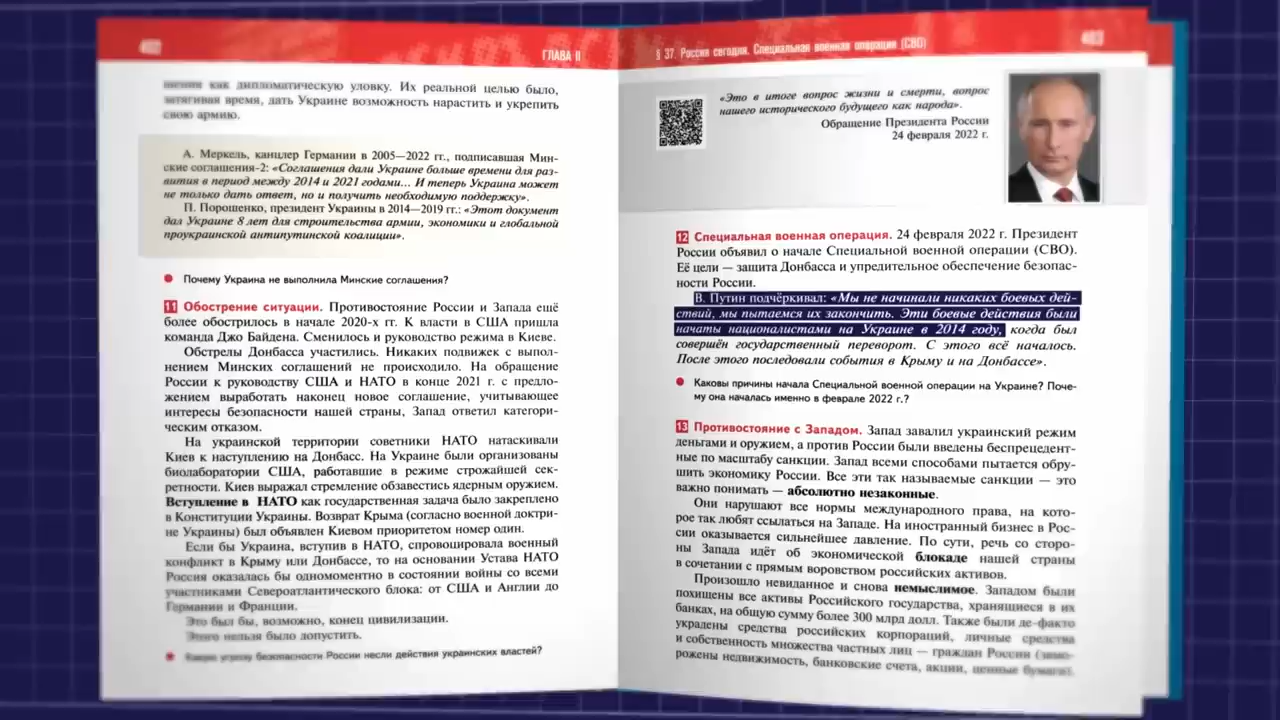 402
ГЛАВА II
шения как дипломатическую уловку. Их реальной целью было,
затягивая время, дать Украине возможность нарастить и укрепить
свою армию.
А. Меркель, канцлер Германии в 2005—2022 гг., подписавшая Мин-
ские соглашения-2: «Соглашения дали Украине больше времени для раз-
вития в период между 2014 и 2021 годами... И теперь Украина может
не только дать ответ, но и получить необходимую поддержку».
П. Порошенко, президент Украины в 2014—2019 гг.: «Этот документ
дал Украине 8 лет для строительства армии, экономики и глобальной
проукраинской антипутинской коалиции».
Почему Украина не выполнила Минские соглашения?
11 Обострение ситуации. Противостояние России и Запада ещё
более обострилось в начале 2020-х гг. К власти в США пришла
команда Джо Байдена. Сменилось и руководство режима в Киеве.
Обстрелы Донбасса участились. Никаких подвижек с выпол-
нением Минских соглашений не происходило. На обращение
России к руководству США и НАТО в конце 2021 г. с предло-
жением выработать наконец новое соглашение, учитывающее
интересы безопасности нашей страны, Запад ответил категори-
ческим отказом.
На украинской территории советники НАТО натаскивали
Киев к наступлению на Донбасс. На Украине были организованы
биолаборатории США, работавшие в режиме строжайшей сек-
ретности. Киев выражал стремление обзавестись ядерным оружием.
Вступление в НАТО как государственная задача было закреплено
в Конституции Украины. Возврат Крыма (согласно военной доктри-
не Украины) был объявлен Киевом приоритетом номер один.
Если бы Украина, вступив в НАТО, спровоцировала военный
конфликт в Крыму или Донбассе, то на основании Устава НАТО
Россия оказалась бы одномоментно в состоянии войны со всеми
участниками Североатлантического блока: от США и Англии до
Германии и Франции.
Это был бы, возможно, конец цивилизации.
Этого нельзя было допустить.
Какую угрозу безопасности России несли действия украинских властей?
§ 37. Россия сегодня. Специальная военная операция (СВО)
403
«Это в итоге вопрос жизни и смерти, вопрос
нашего исторического будущего как народа».
Обращение Президента России
24 февраля 2022 г.
12 Специальная военная операция. 24 февраля 2022 г. Президент
России объявил о начале Специальной военной операции (СВО).
Её цели — защита Донбасса и упредительное обеспечение безопас-
ности России.
В. Путин подчёркивал: «Мы не начинали никаких боевых дей-
ствий, мы пытаемся их закончить. Эти боевые действия были
начаты националистами на Украине в 2014 году, когда был
совершён государственный переворот. С этого всё началось.
После этого последовали события в Крыму и на Донбассе».
Каковы причины начала Специальной военной операции на Украине? Поче-
му она началась именно в феврале 2022 г.?
13 Противостояние с Западом. Запад завалил украинский режим
деньгами и оружием, а против России были введены беспрецедент-
ные по масштабу санкции. Запад всеми способами пытается обру-
шить экономику России. Все эти так называемые санкции — это
важно понимать — абсолютно незаконные.
Они нарушают все нормы международного права, на кото-
рое так любят ссылаться на Западе. На иностранный бизнес в Рос-
сии оказывается сильнейшее давление. По сути, речь со сторо-
ны Запада идёт об экономической блокаде нашей страны
в сочетании с прямым воровством российских активов.
Произошло невиданное и снова немыслимое. Западом были
похищены все активы Российского государства, хранящиеся в их
банках, на общую сумму более 300 млрд долл. Также были де-факто
украдены средства российских корпораций, личные средства
и собственность множества частных лиц — граждан России (замо-
рожены недвижимость, банковские счета, акции, ценные бумаги).